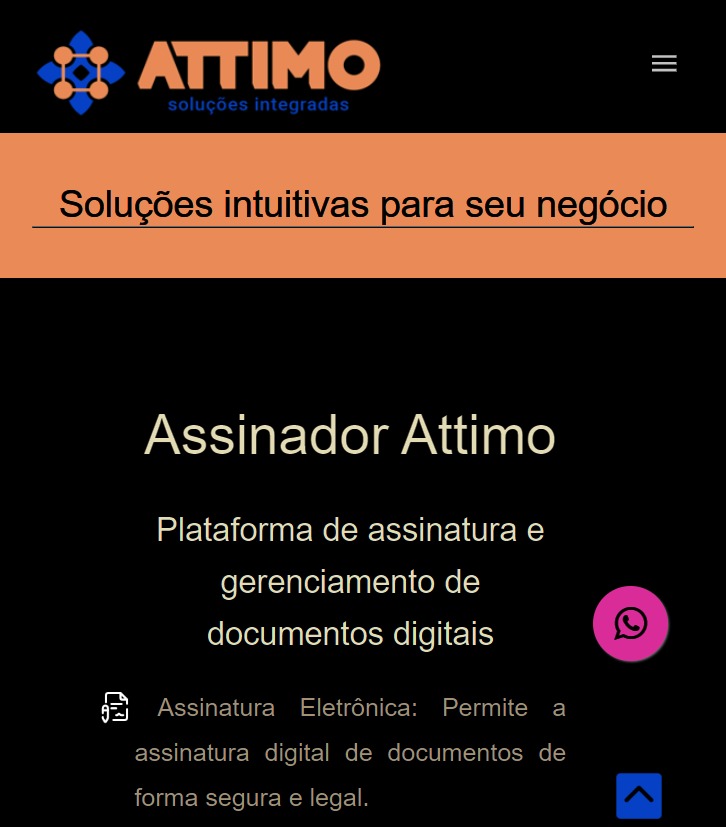 ATTIMO
soluções integradas
Soluções intuitivas para seu negócio
Assinador Attimo
Plataforma de assinatura e
gerenciamento de
documentos digitais
Assinatura Eletrônica: Permite a
assinatura digital de documentos de
forma segura e legal.